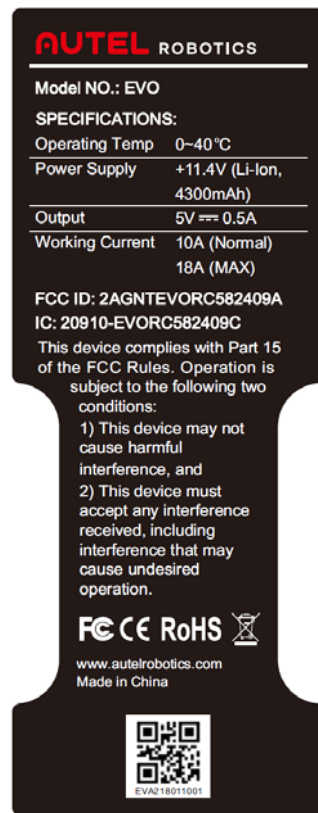 AUTEL ROBOTICS
Model NO.: EVO
SPECIFICATIONS:
Operating Temp 0~40°C
Power Supply +11.4V (Li-Ion,
4300mAh)
Output 5V ⎓ 0.5A
Working Current 10A (Normal)
18A (MAX)
FCC ID: 2AGNTEVORC582409A
IC: 20910-EVORC582409C
This device complies with Part 15
of the FCC Rules. Operation is
subject to the following two
conditions:
1) This device may not
cause harmful
interference, and
2) This device must
accept any interference
received, including
interference that may
cause undesired
operation.
FC CE RoHS
www.autelrobotics.com
Made in China
EVA218011001